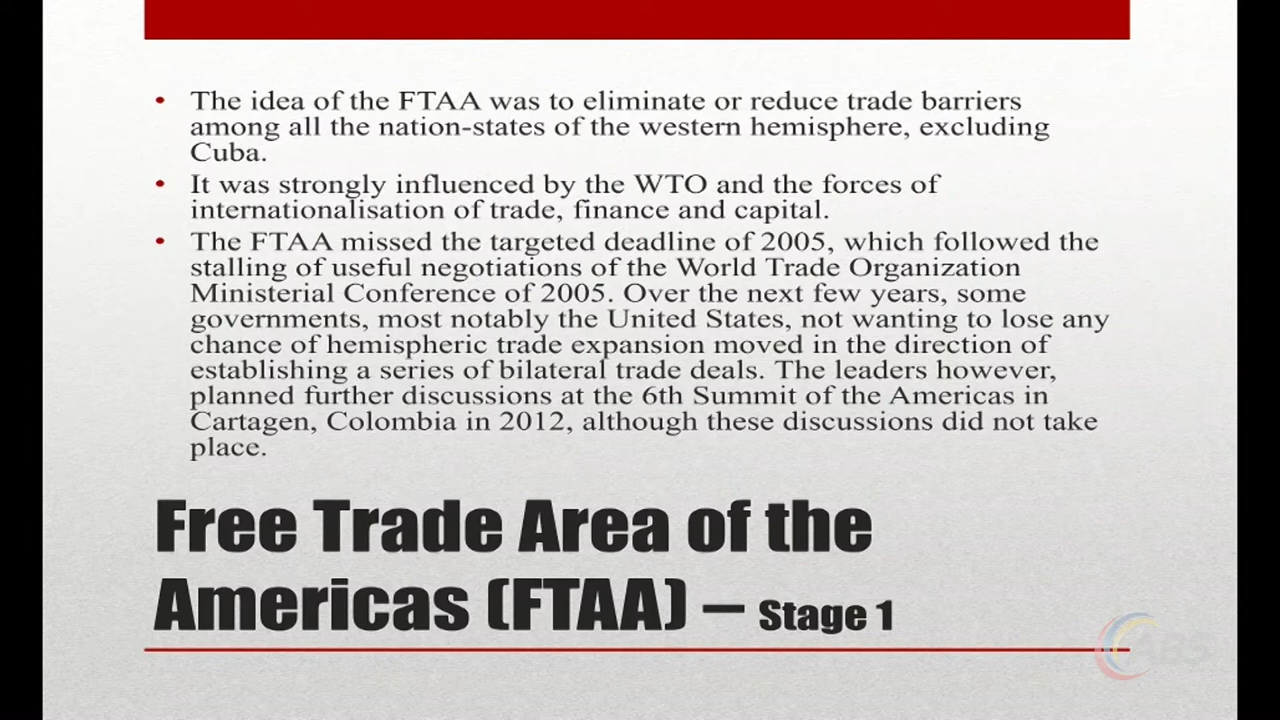 • The idea of the FTAA was to eliminate or reduce trade barriers
among all the nation-states of the western hemisphere, excluding
Cuba.
• It was strongly influenced by the WTO and the forces of
internationalisation of trade, finance and capital.
• The FTAA missed the targeted deadline of 2005, which followed the
stalling of useful negotiations of the World Trade Organization
Ministerial Conference of 2005. Over the next few years, some
governments, most notably the United States, not wanting to lose any
chance of hemispheric trade expansion moved in the direction of
establishing a series of bilateral trade deals. The leaders however,
planned further discussions at the 6th Summit of the Americas in
Cartagen, Colombia in 2012, although these discussions did not take
place.
Free Trade Area of the
Americas (FTAA) – Stage 1
ABS